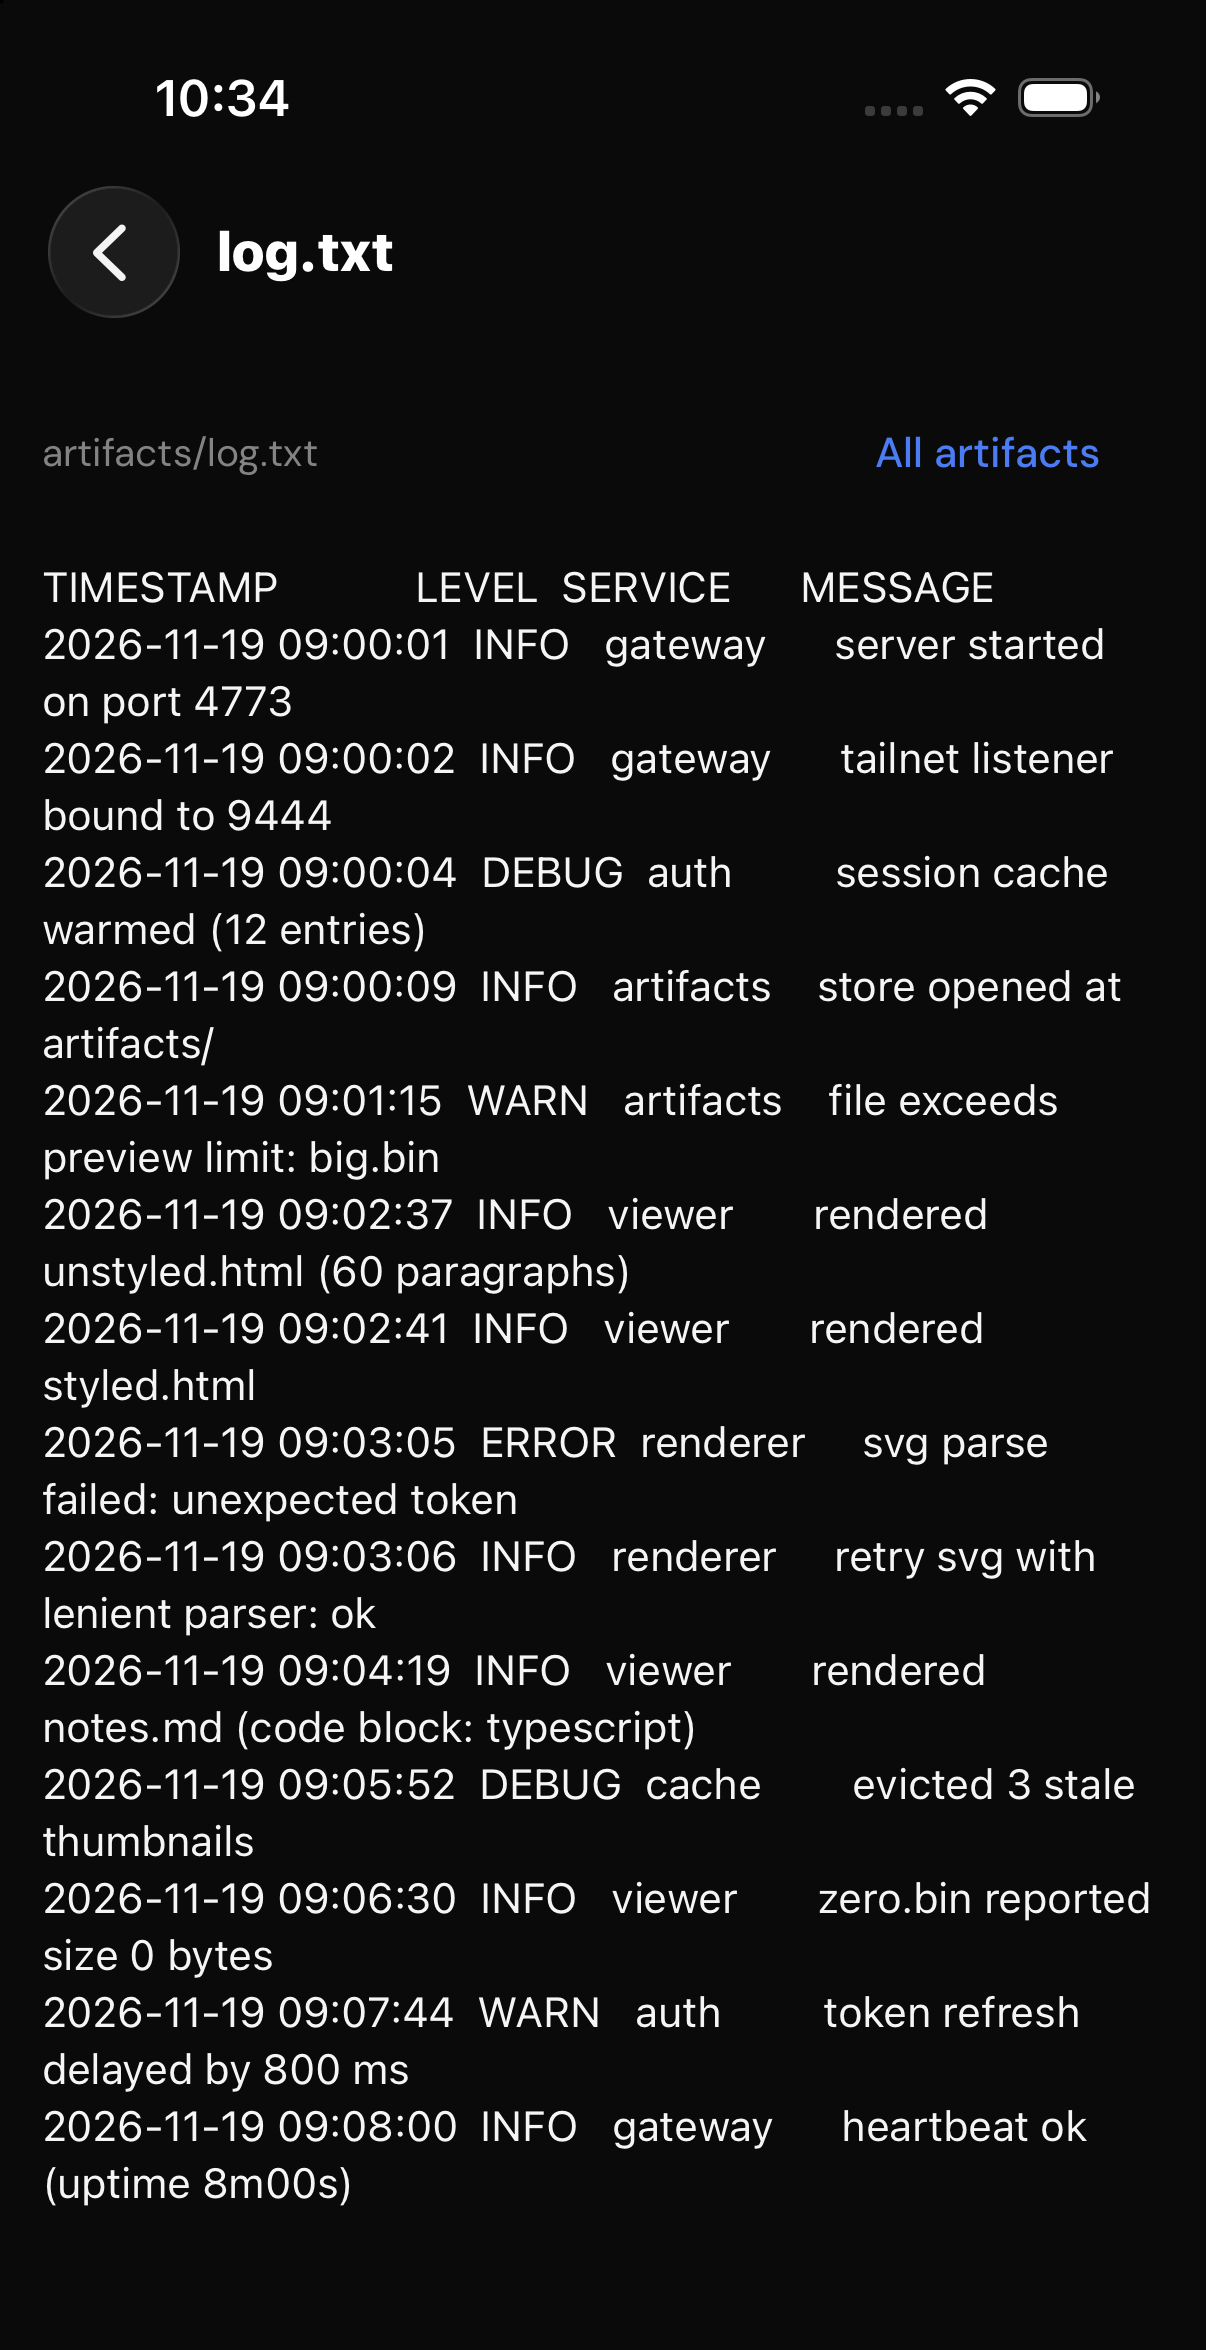 10:34
log.txt
artifacts/log.txt All artifacts
TIMESTAMP LEVEL SERVICE MESSAGE
2026-11-19 09:00:01 INFO gateway server started
on port 4773
2026-11-19 09:00:02 INFO gateway tailnet listener
bound to 9444
2026-11-19 09:00:04 DEBUG auth session cache
warmed (12 entries)
2026-11-19 09:00:09 INFO artifacts store opened at
artifacts/
2026-11-19 09:01:15 WARN artifacts file exceeds
preview limit: big.bin
2026-11-19 09:02:37 INFO viewer rendered
unstyled.html (60 paragraphs)
2026-11-19 09:02:41 INFO viewer rendered
styled.html
2026-11-19 09:03:05 ERROR renderer svg parse
failed: unexpected token
2026-11-19 09:03:06 INFO renderer retry svg with
lenient parser: ok
2026-11-19 09:04:19 INFO viewer rendered
notes.md (code block: typescript)
2026-11-19 09:05:52 DEBUG cache evicted 3 stale
thumbnails
2026-11-19 09:06:30 INFO viewer zero.bin reported
size 0 bytes
2026-11-19 09:07:44 WARN auth token refresh
delayed by 800 ms
2026-11-19 09:08:00 INFO gateway heartbeat ok
(uptime 8m00s)